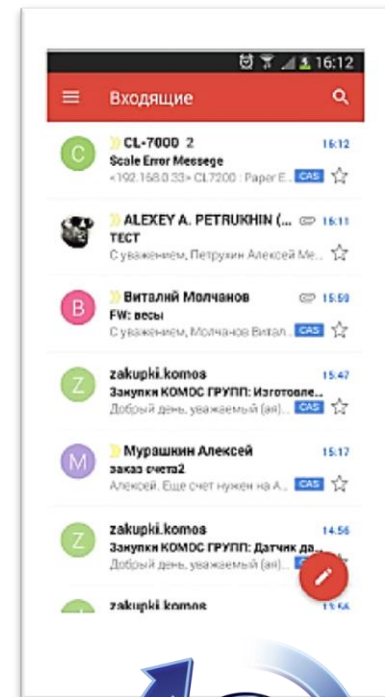 16:12
Входящие
CL-7000 2 16:12
Scale Error Messege
<192.168.0.33> CL7200 : Paper E.. CAS
ALEXEY A. PETRUKHIN (... 16:11
ТЕСТ
С уважением, Петрухин Алексей Ме...
B Виталий Молчанов 15:59
FW: весы
С уважением, Молчанов Витал.. CAS
zakupki.komos 15:47
Z Закупки КОМОС ГРУПП: Изготовле...
Добрый день, уважаемый (ая).. CAS
M Мурашкин Алексей 15:17
заказ счета2
Алексей. Еще счет нужен на А.. CAS
zakupki.komos 14:56
Z Закупки КОМОС ГРУПП: Датчик да...
Добрый день, уважаемый (ая)..
zakupki.komos 13:56